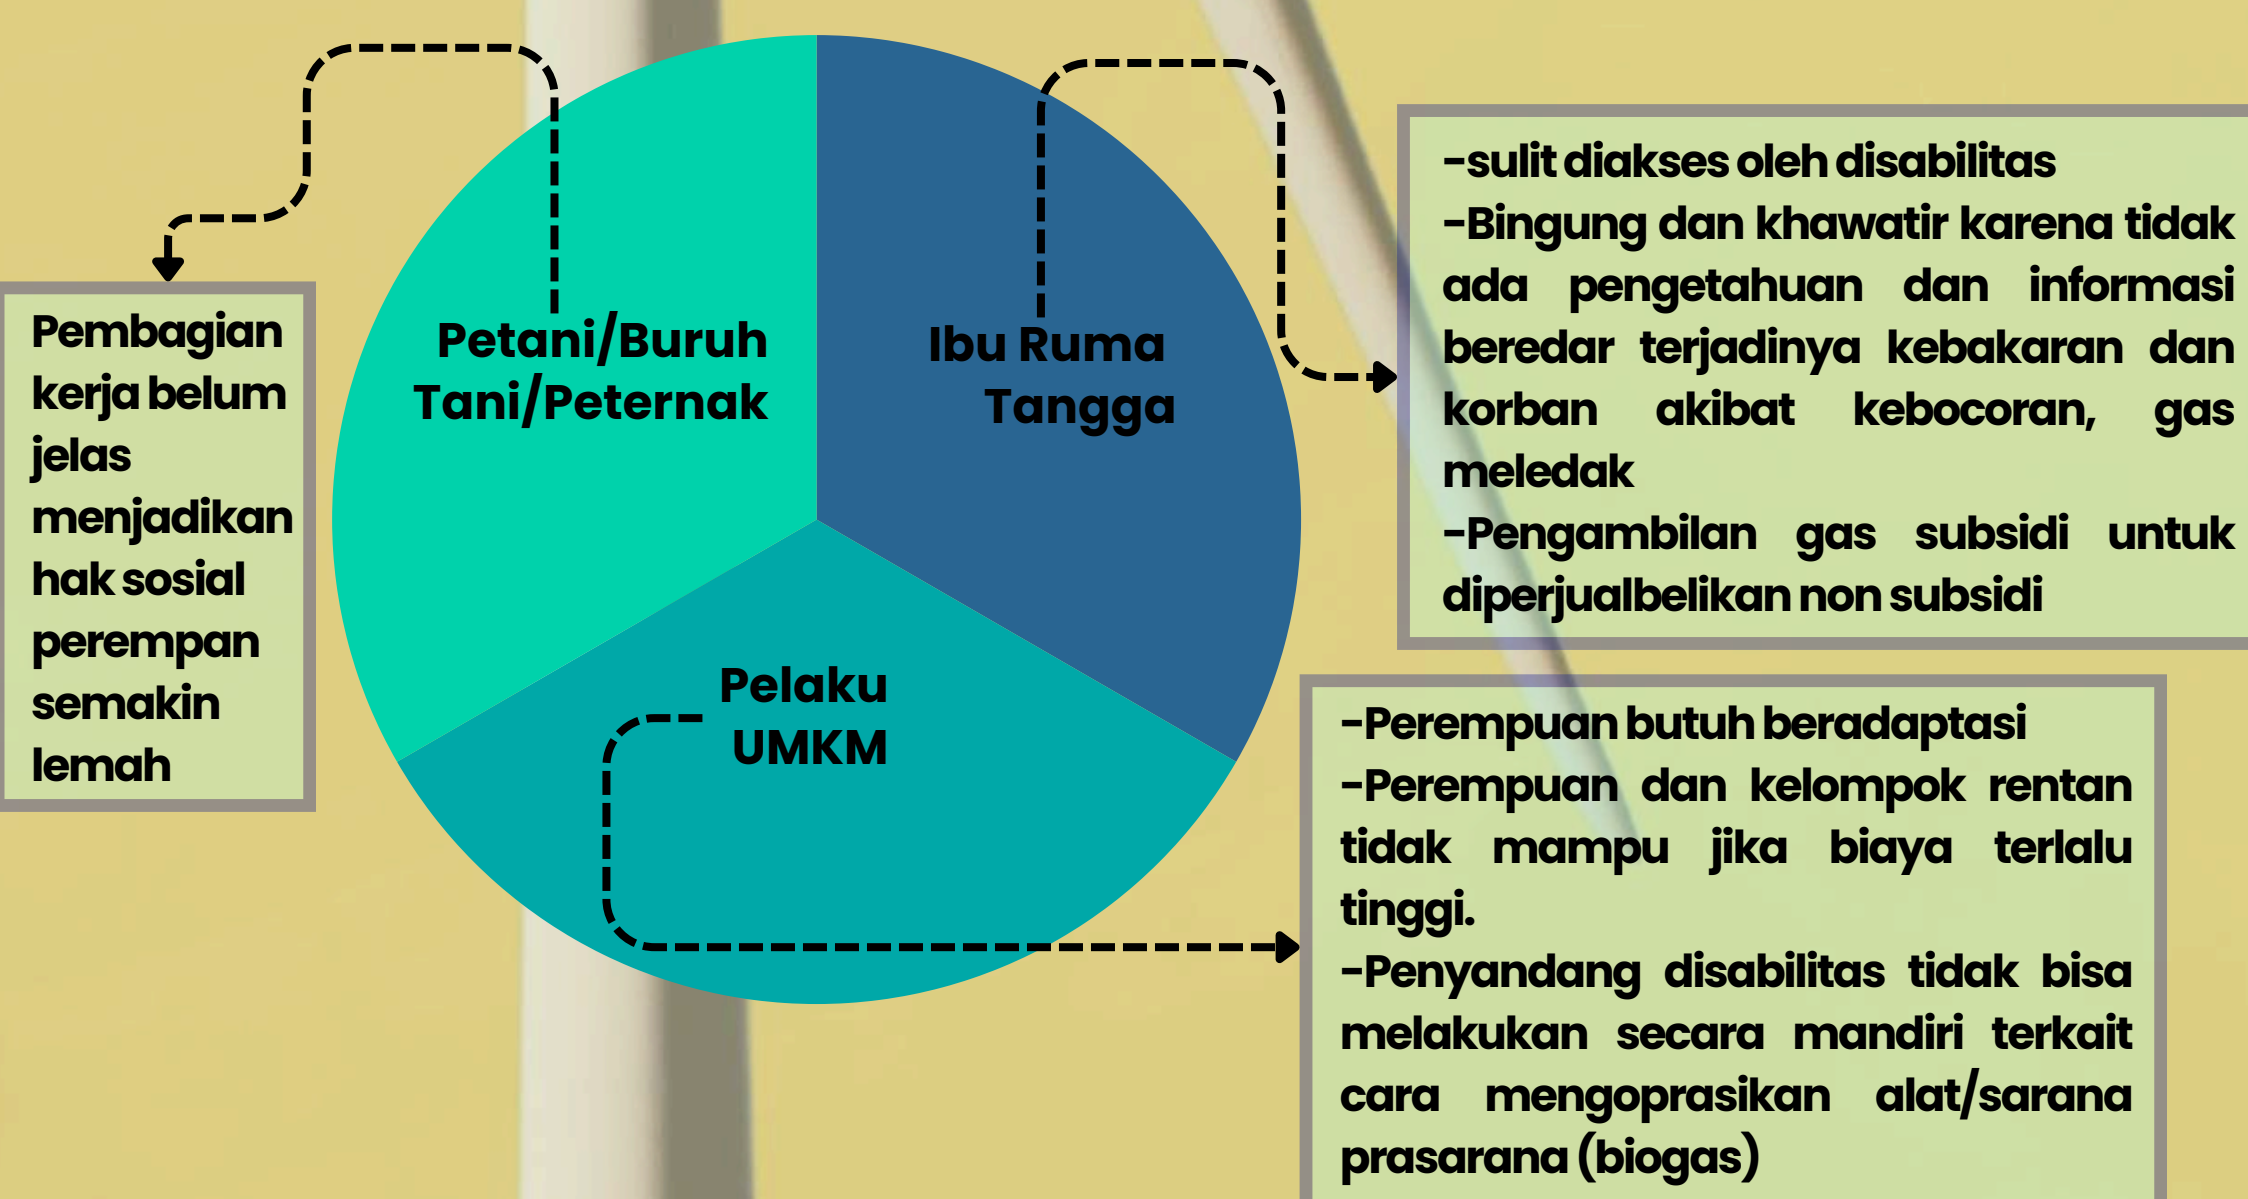 Pembagian
kerja belum
jelas
menjadikan
hak sosial
perempan
semakin
lemah
Petani/Buruh
Tani/Peternak
Ibu Ruma
Tangga
Pelaku
UMKM
-sulit diakses oleh disabilitas
-Bingung dan khawatir karena tidak
ada pengetahuan dan informasi
beredar terjadinya kebakaran dan
korban akibat kebocoran, gas
meledak
-Pengambilan gas subsidi untuk
diperjualbelikan non subsidi
-Perempuan butuh beradaptasi
-Perempuan dan kelompok rentan
tidak mampu jika biaya terlalu
tinggi.
-Penyandang disabilitas tidak bisa
melakukan secara mandiri terkait
cara mengoprasikan alat/sarana
prasarana (biogas)